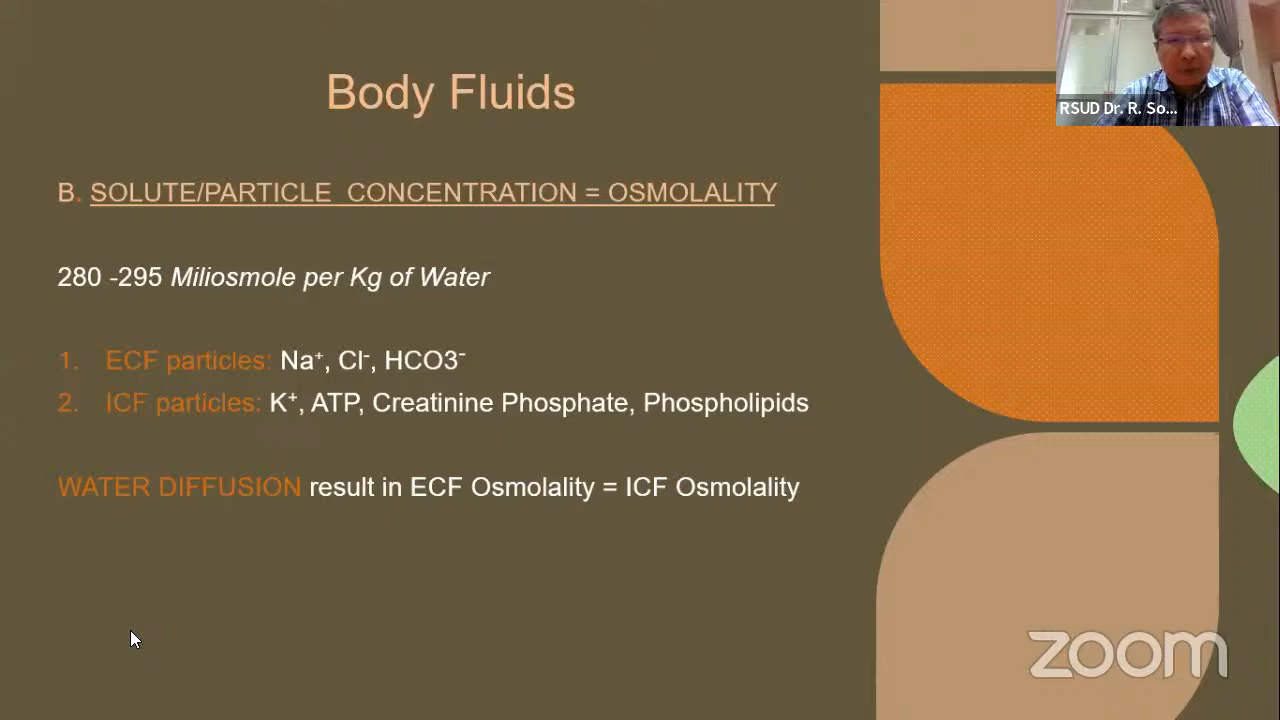 Body Fluids
B. SOLUTE/PARTICLE CONCENTRATION = OSMOLALITY
280 -295 Miliosmole per Kg of Water
1. ECF particles: Na⁺, Cl⁻, HCO3⁻
2. ICF particles: K⁺, ATP, Creatinine Phosphate, Phospholipids
WATER DIFFUSION result in ECF Osmolality = ICF Osmolality
RSUD Dr. R. So...
zoom